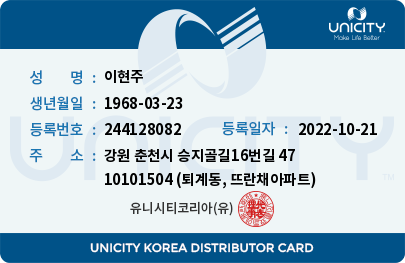 UNICITY
Make Life Better
성 명 : 이현주
생년월일 : 1968-03-23
등록번호 : 244128082 등록일자 : 2022-10-21
주 소 : 강원 춘천시 승지골길16번길 47
10101504 (퇴계동, 뜨란채아파트)
유니시티코리아(유)
UNICITY
UNICITY KOREA DISTRIBUTOR CARD